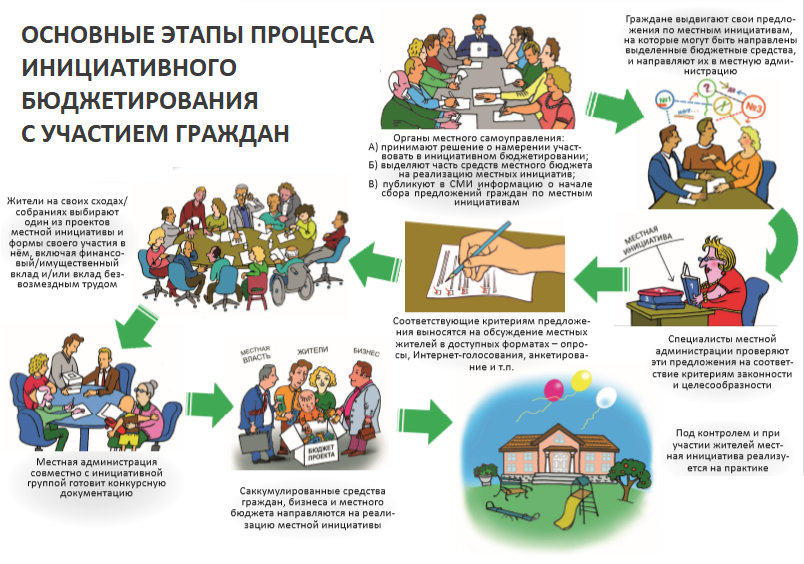 ОСНОВНЫЕ ЭТАПЫ ПРОЦЕССА
ИНИЦИАТИВНОГО
БЮДЖЕТИРОВАНИЯ
С УЧАСТИЕМ ГРАЖДАН
Органы местного самоуправления:
А) принимают решение о намерении участ-
вовать в инициативном бюджетировании;
Б) выделяют часть средств местного бюджета
на реализацию местных инициатив;
В) публикуют в СМИ информацию о начале
сбора предложений граждан по местным
инициативам
Граждане выдвигают свои предло-
жения по местным инициативам,
на которые могут быть направлены
выделенные бюджетные средства,
и направляют их в местную адми-
нистрацию
№1
?
№3
МЕСТНАЯ
ИНИЦИАТИВА
Специалисты местной
администрации проверяют
эти предложения на соответ-
ствие критериям законности
и целесообразности
Соответствующие критериям предложе-
ния выносятся на обсуждение местных
жителей в доступных форматах – опро-
сы, Интернет-голосования, анкетирова-
ние и т.п.
Жители на своих сходах/
собраниях выбирают
один из проектов
местной инициативы и
формы своего участия в
нём, включая финансо-
вый/имущественный
вклад и/или вклад без-
возмездным трудом
Местная администрация
совместно с инициативной
группой готовит конкурсную
документацию
МЕСТНАЯ
ВЛАСТЬ
ЖИТЕЛИ
БИЗНЕС
БЮДЖЕТ
ПРОЕКТА
Саккумулированные средства
граждан, бизнеса и местного
бюджета направляются на реали-
зацию местной инициативы
Под контролем и при
участии жителей мест-
ная инициатива реализу-
ется на практике